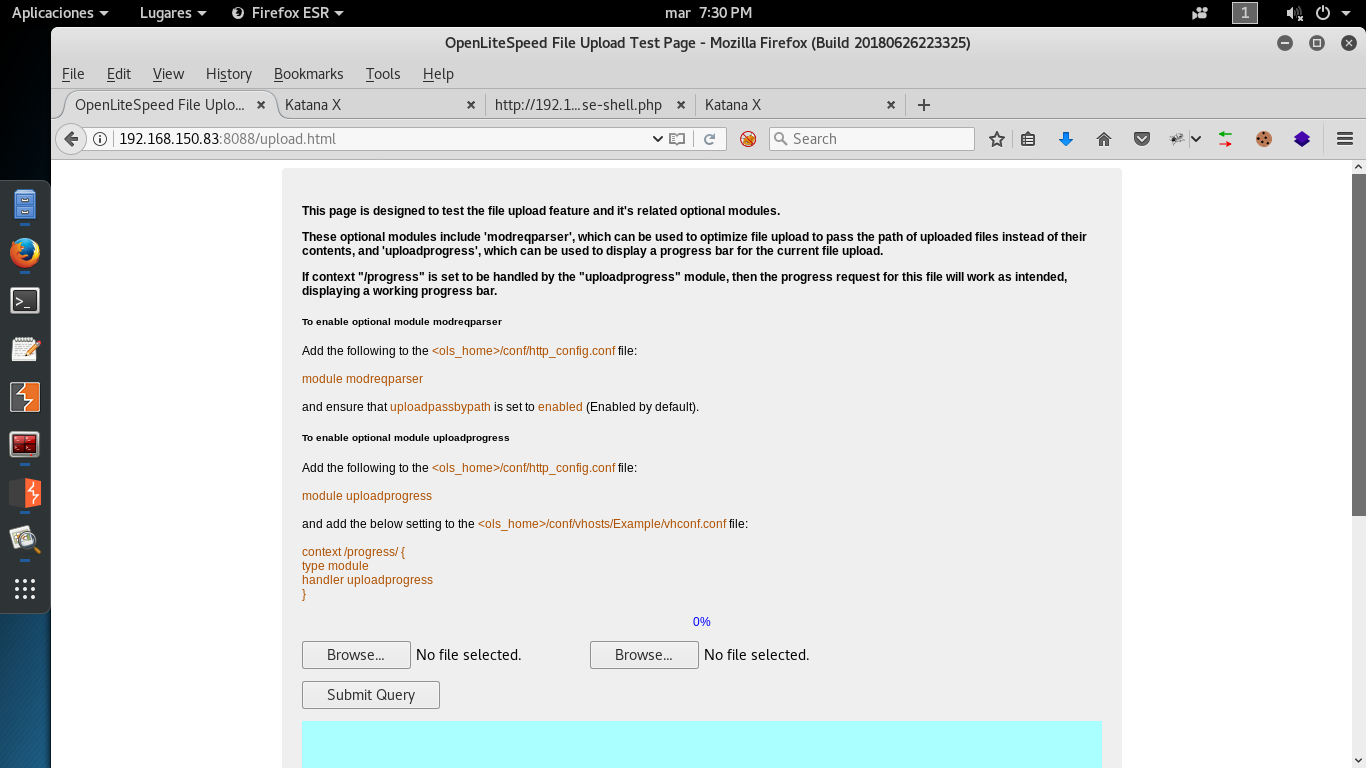 Aplicaciones Lugares Firefox ESR mar 7:30 PM 1
OpenLiteSpeed File Upload Test Page - Mozilla Firefox (Build 20180626223325)
File Edit View History Bookmarks Tools Help
OpenLiteSpeed File Uplo... Katana X http://192.1...se-shell.php Katana X
192.168.150.83:8088/upload.html Search
This page is designed to test the file upload feature and it's related optional modules.
These optional modules include 'modreqparser', which can be used to optimize file upload to pass the path of uploaded files instead of their
contents, and 'uploadprogress', which can be used to display a progress bar for the current file upload.
If context "/progress" is set to be handled by the "uploadprogress" module, then the progress request for this file will work as intended,
displaying a working progress bar.
To enable optional module modreqparser
Add the following to the <ols_home>/conf/http_config.conf file:
module modreqparser
and ensure that uploadpassbypath is set to enabled (Enabled by default).
To enable optional module uploadprogress
Add the following to the <ols_home>/conf/http_config.conf file:
module uploadprogress
and add the below setting to the <ols_home>/conf/vhosts/Example/vhconf.conf file:
context /progress/ {
type module
handler uploadprogress
}
0%
Browse... No file selected. Browse... No file selected.
Submit Query